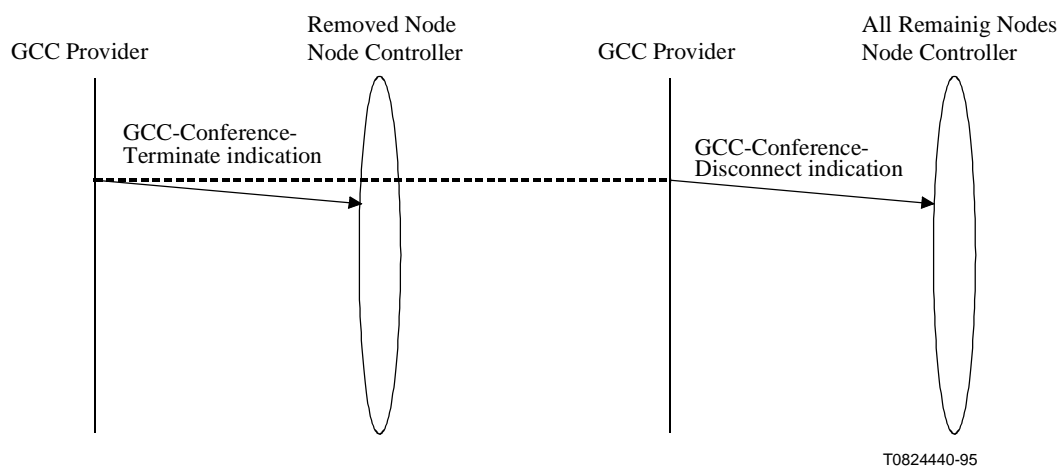 Removed Node
Node Controller
All Remainig Nodes
Node Controller
GCC Provider
GCC Provider
GCC-Conference-
Terminate indication
GCC-Conference-
Disconnect indication
T0824440-95